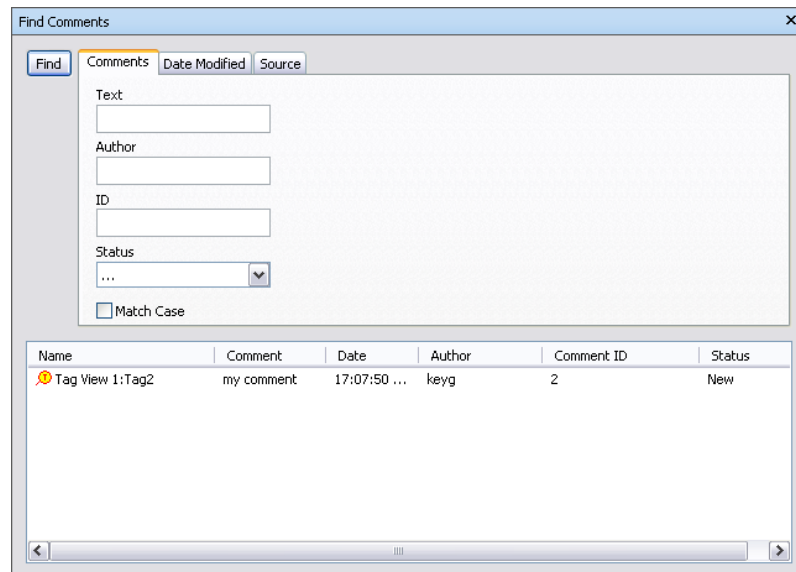 Find Comments
Find Comments Date Modified Source
Text
Author
ID
Status
...
Match Case
Name Comment Date Author Comment ID Status
Tag View 1:Tag2 my comment 17:07:50 ... keyg 2 New